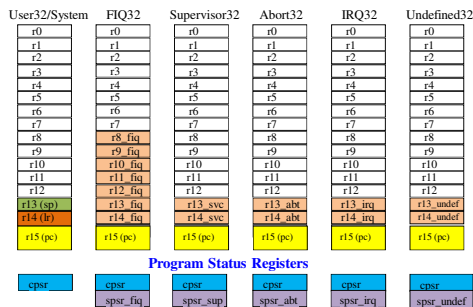 User32/System FIQ32 Supervisor32 Abort32 IRQ32 Undefined32
r0 r0 r0 r0 r0 r0
r1 r1 r1 r1 r1 r1
r2 r2 r2 r2 r2 r2
r3 r3 r3 r3 r3 r3
r4 r4 r4 r4 r4 r4
r5 r5 r5 r5 r5 r5
r6 r6 r6 r6 r6 r6
r7 r7 r7 r7 r7 r7
r8 r8_fiq r8 r8 r8 r8
r9 r9_fiq r9 r9 r9 r9
r10 r10_fiq r10 r10 r10 r10
r11 r11_fiq r11 r11 r11 r11
r12 r12_fiq r12 r12 r12 r12
r13 (sp) r13_fiq r13_svc r13_abt r13_irq r13_undef
r14 (lr) r14_fiq r14_svc r14_abt r14_irq r14_undef
r15 (pc) r15 (pc) r15 (pc) r15 (pc) r15 (pc) r15 (pc)
Program Status Registers
cpsr cpsr cpsr cpsr cpsr cpsr
spsr_fiq spsr_sup spsr_abt spsr_irq spsr_undef